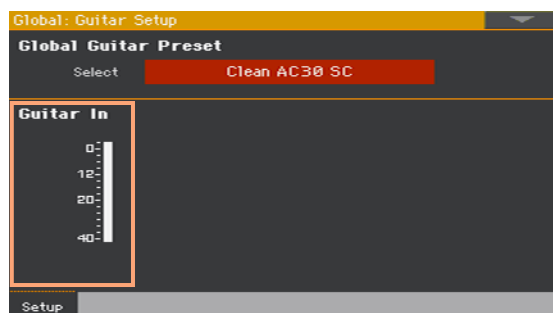 Global: Guitar Setup
Global Guitar Preset
Select Clean AC30 SC
Guitar In
0
12
20
40
Setup